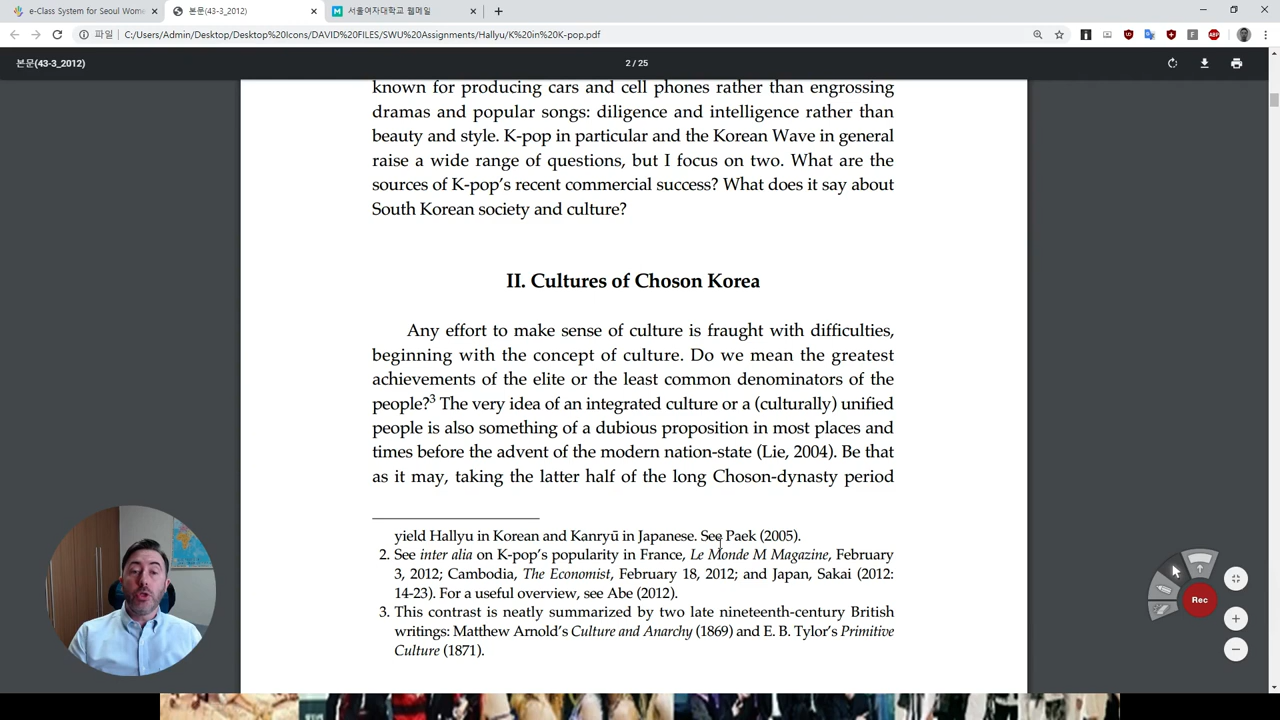 e-Class System for Seoul Wome
본문(43-3_2012)
서울여자대학교 웹메일
파일
C:/Users/Admin/Desktop/Desktop%20Icons/DAVID%20FILES/SWU%20Assignments/Hallyu/K%20in%20K-pop.pdf
본문(43-3_2012)
2 / 25
known for producing cars and cell phones rather than engrossing
dramas and popular songs: diligence and intelligence rather than
beauty and style. K-pop in particular and the Korean Wave in general
raise a wide range of questions, but I focus on two. What are the
sources of K-pop's recent commercial success? What does it say about
South Korean society and culture?
II. Cultures of Choson Korea
Any effort to make sense of culture is fraught with difficulties,
beginning with the concept of culture. Do we mean the greatest
achievements of the elite or the least common denominators of the
people?³ The very idea of an integrated culture or a (culturally) unified
people is also something of a dubious proposition in most places and
times before the advent of the modern nation-state (Lie, 2004). Be that
as it may, taking the latter half of the long Choson-dynasty period
yield Hallyu in Korean and Kanryū in Japanese. See Paek (2005).
2. See inter alia on K-pop's popularity in France, Le Monde M Magazine, February
3, 2012; Cambodia, The Economist, February 18, 2012; and Japan, Sakai (2012:
14-23). For a useful overview, see Abe (2012).
3. This contrast is neatly summarized by two late nineteenth-century British
writings: Matthew Arnold's Culture and Anarchy (1869) and E. B. Tylor's Primitive
Culture (1871).
Rec